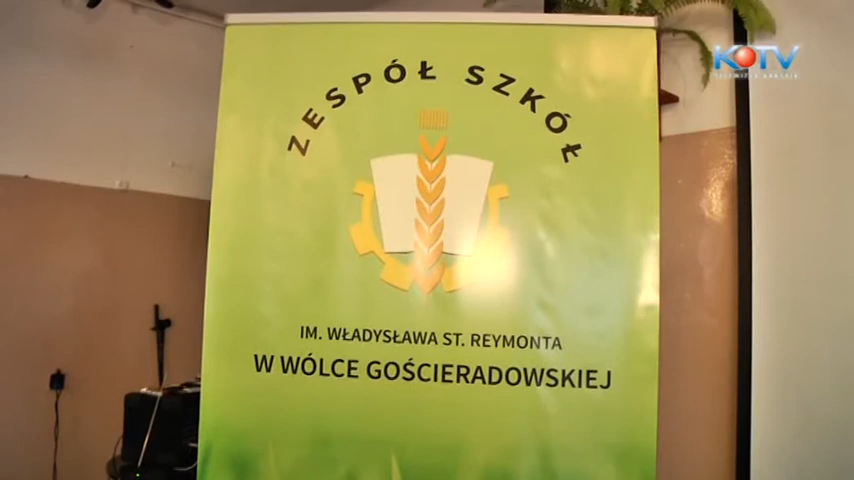 KOTV
ZESPÓŁ SZKÓŁ
IM. WŁADYSŁAWA ST. REYMONTA
W WÓLCE GOŚCIERADOWSKIEJ